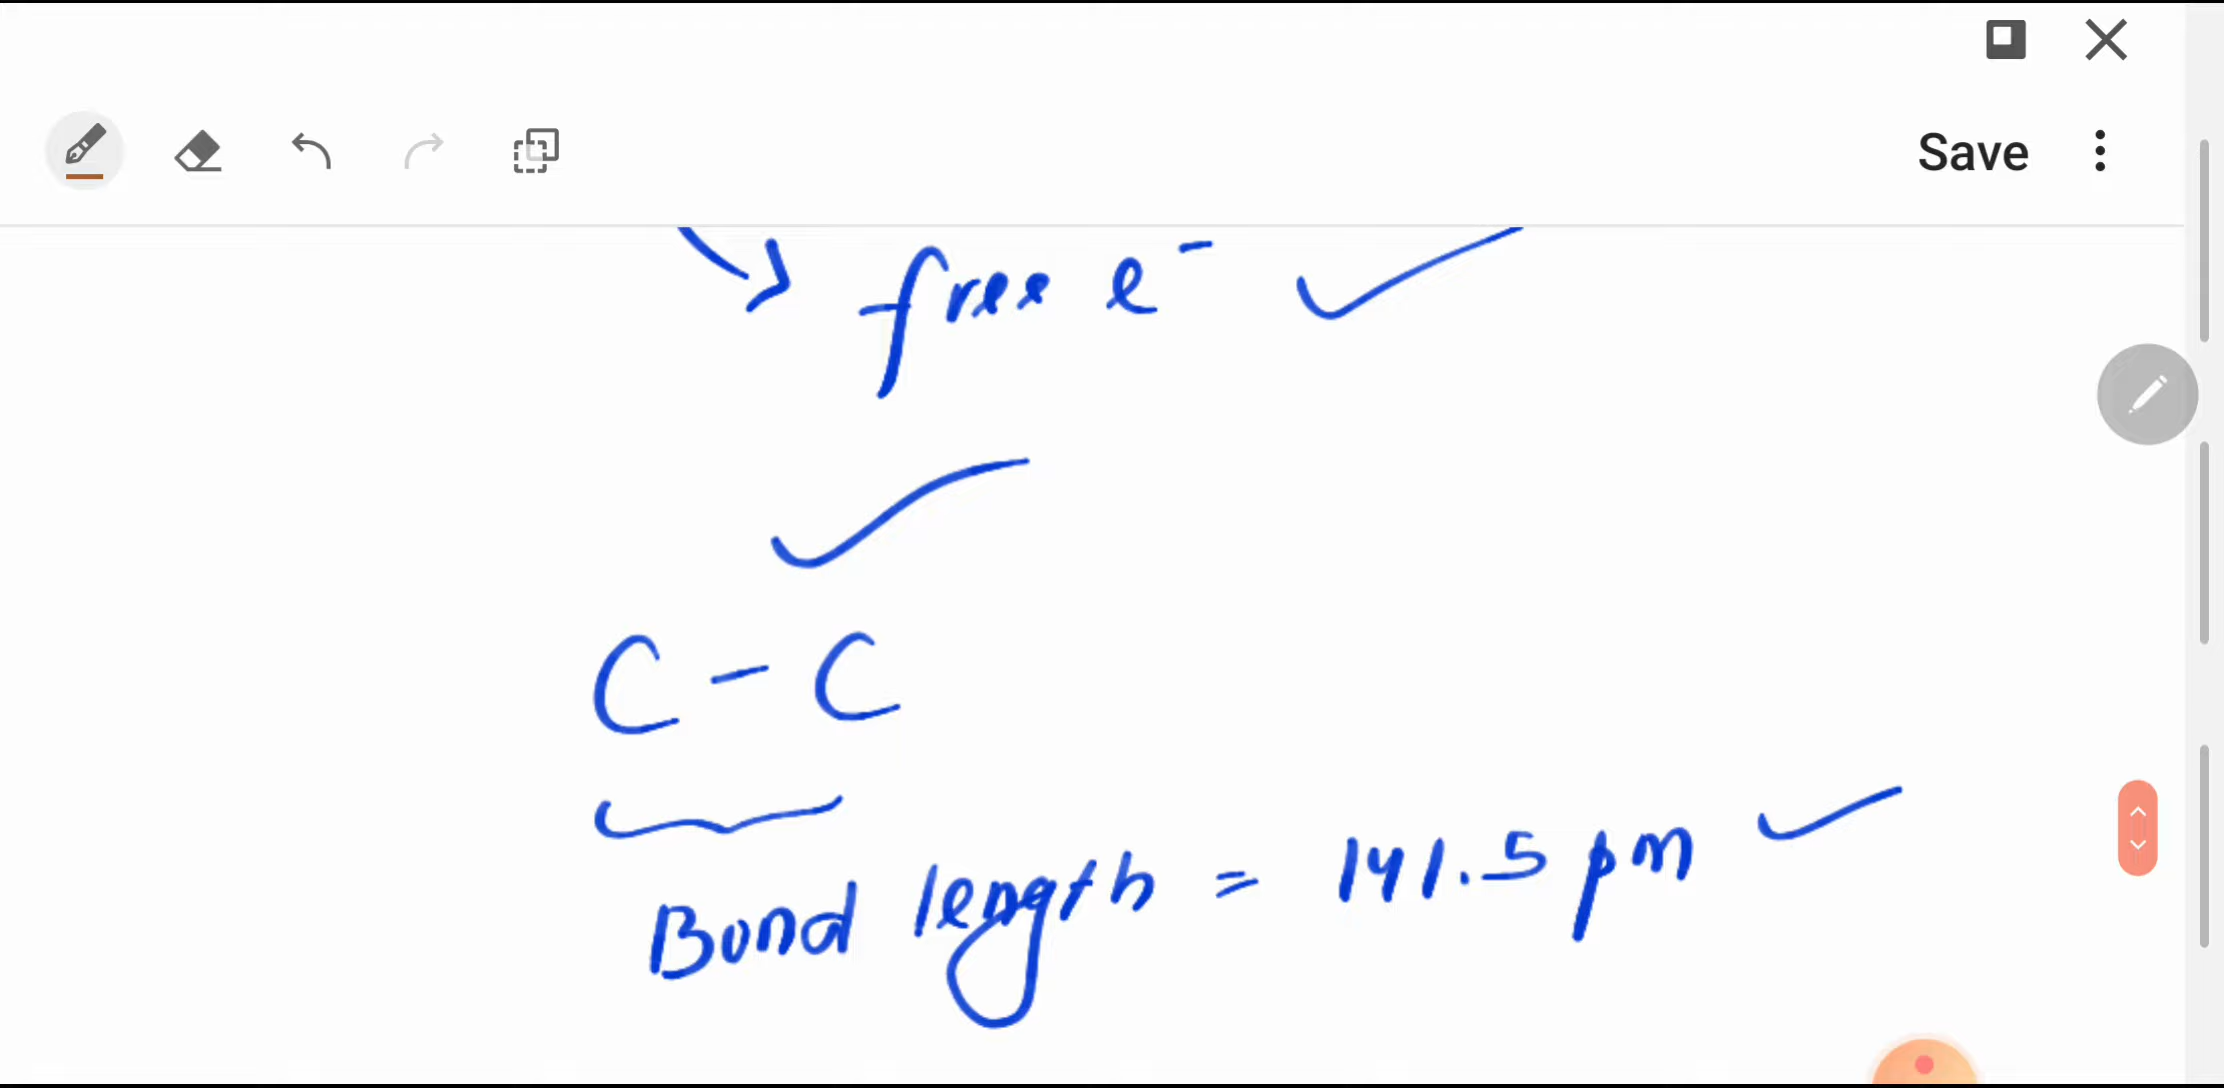 Save
free e⁻
C - C
Bond length = 141.5 pm